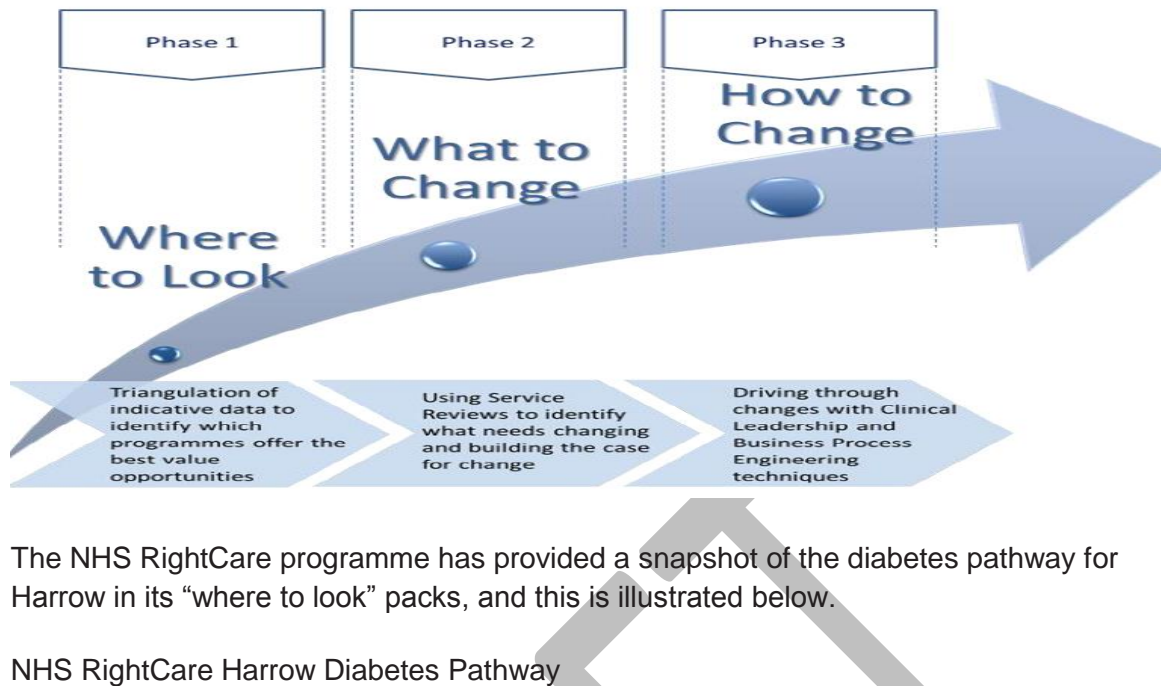 Phase 1
Phase 2
Phase 3
Where
to Look
What to
Change
How to
Change
Triangulation of
indicative data to
identify which
programmes offer the
best value
opportunities
Using Service
Reviews to identify
what needs changing
and building the case
for change
Driving through
changes with Clinical
Leadership and
Business Process
Engineering
techniques
The NHS RightCare programme has provided a snapshot of the diabetes pathway for
Harrow in its “where to look” packs, and this is illustrated below.
NHS RightCare Harrow Diabetes Pathway